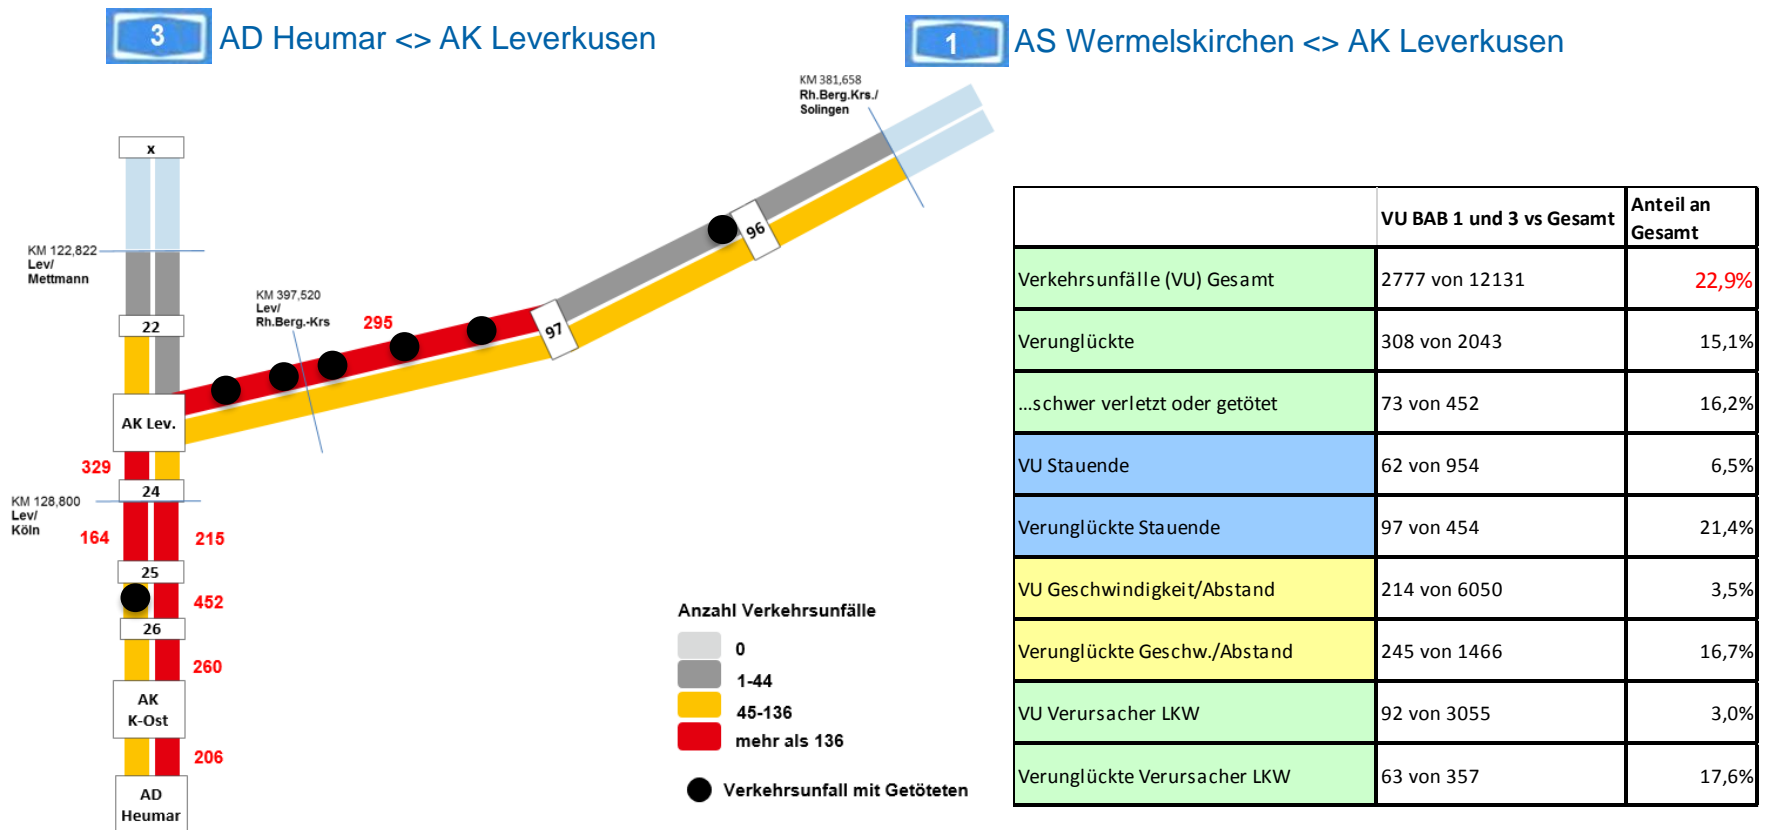 3
AD Heumar <> AK Leverkusen
1
AS Wermelskirchen <> AK Leverkusen
KM 381,658
Rh.Berg.Krs./
Solingen
x
KM 122,822
Lev/
Mettmann
96
KM 397,520
Lev/
Rh.Berg.-Krs
295
97
22
AK Lev.
329
24
KM 128,800
Lev/
Köln
164
215
25
452
26
260
AK
K-Ost
206
AD
Heumar
Anzahl Verkehrsunfälle
0
1-44
45-136
mehr als 136
Verkehrsunfall mit Getöteten
VU BAB 1 und 3 vs Gesamt
Anteil an
Gesamt
Verkehrsunfälle (VU) Gesamt 2777 von 12131 22,9%
Verunglückte 308 von 2043 15,1%
...schwer verletzt oder getötet 73 von 452 16,2%
VU Stauende 62 von 954 6,5%
Verunglückte Stauende 97 von 454 21,4%
VU Geschwindigkeit/Abstand 214 von 6050 3,5%
Verunglückte Geschw./Abstand 245 von 1466 16,7%
VU Verursacher LKW 92 von 3055 3,0%
Verunglückte Verursacher LKW 63 von 357 17,6%